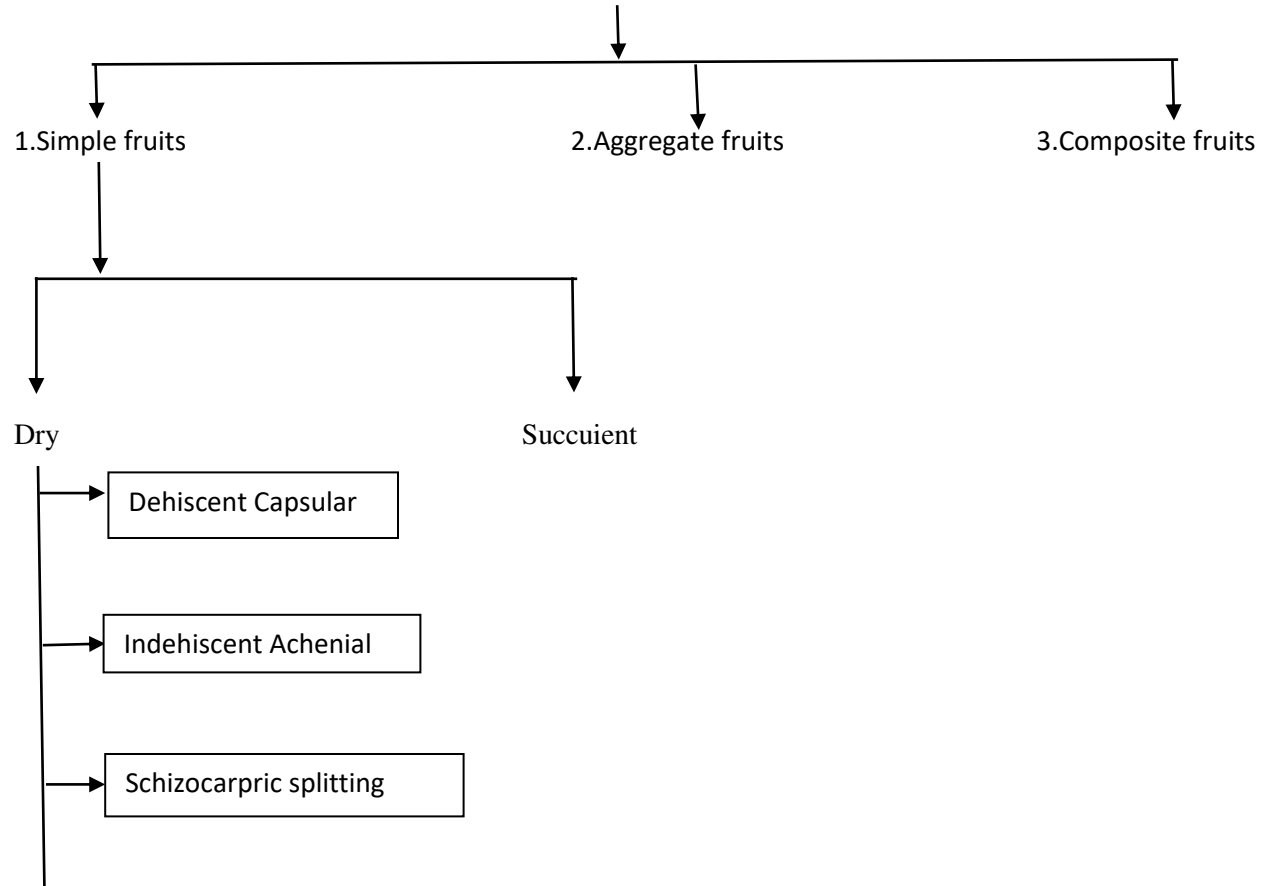 1.Simple fruits 2.Aggregate fruits 3.Composite fruits
Dry Succuient
Dehiscent Capsular
Indehiscent Achenial
Schizocarpric splitting